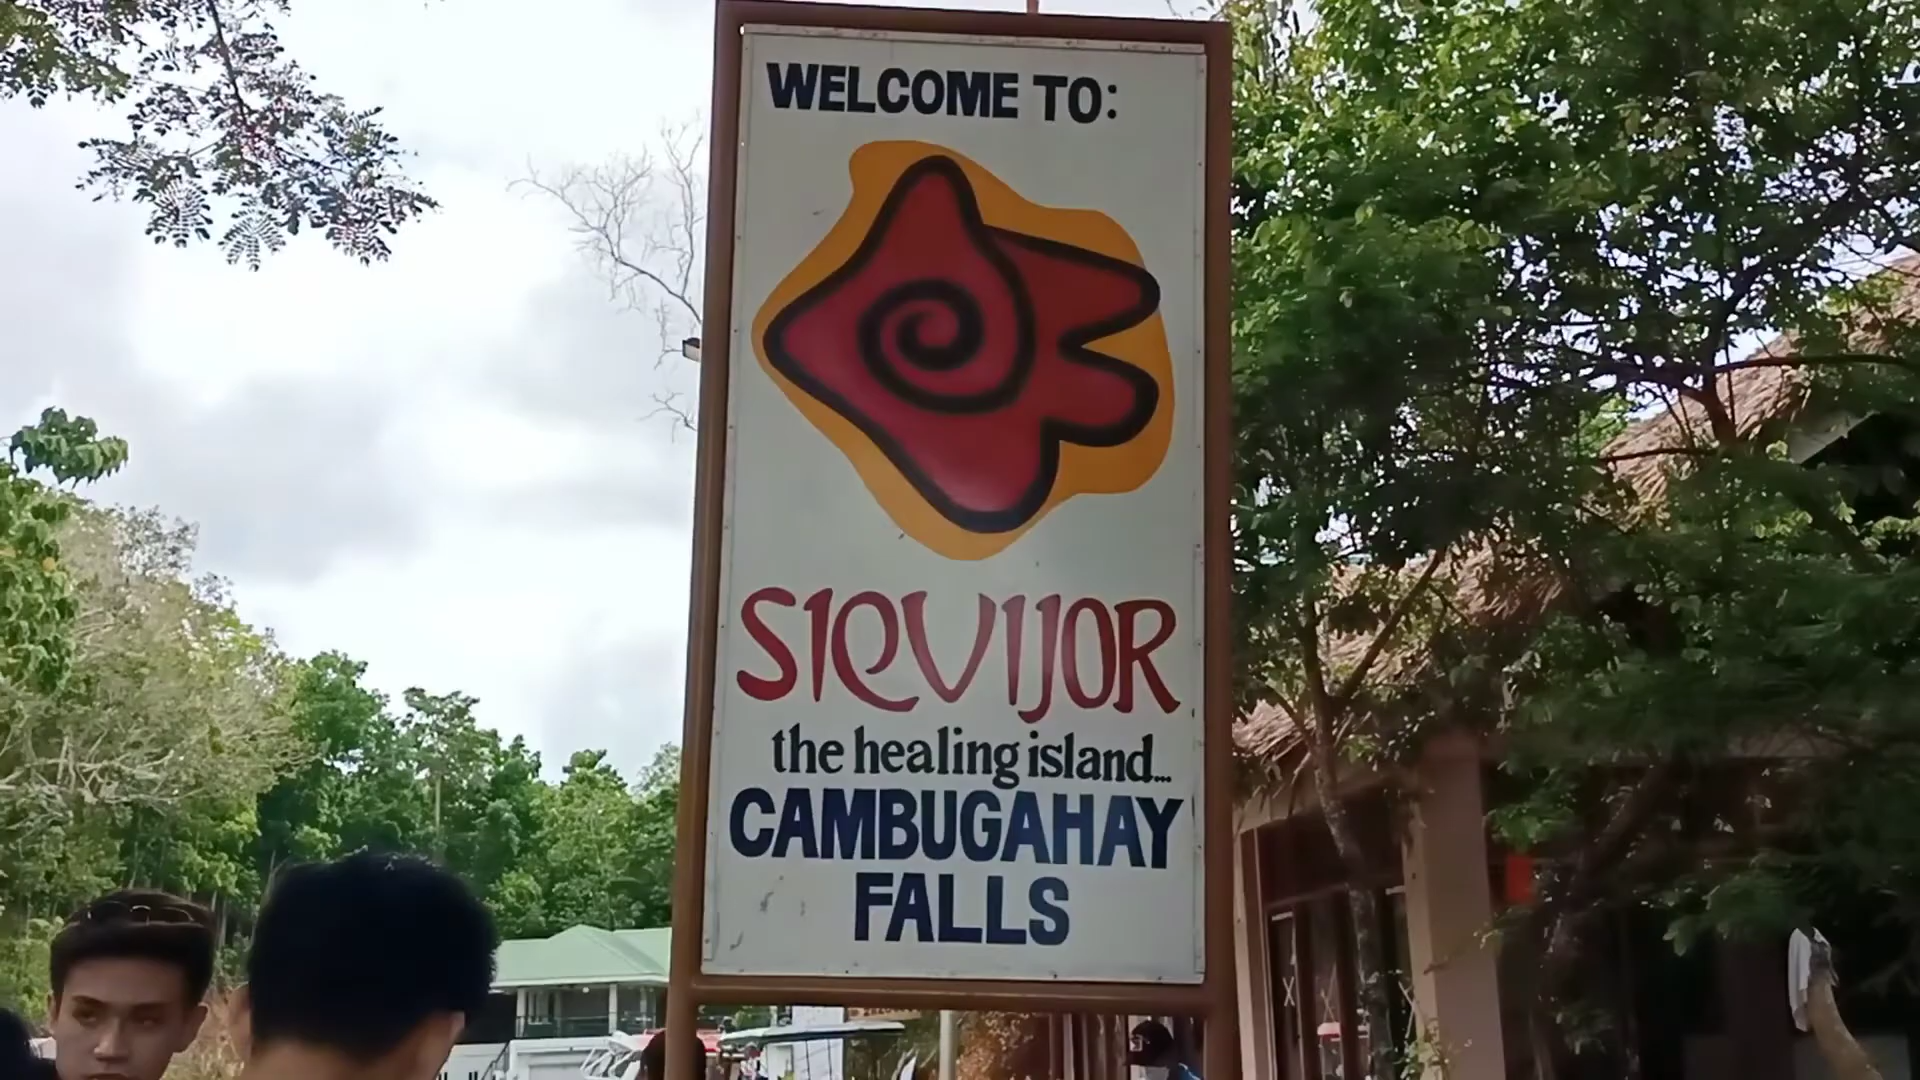 WELCOME TO:
SIQUIJOR
the healing island...
CAMBUGAHAY
FALLS